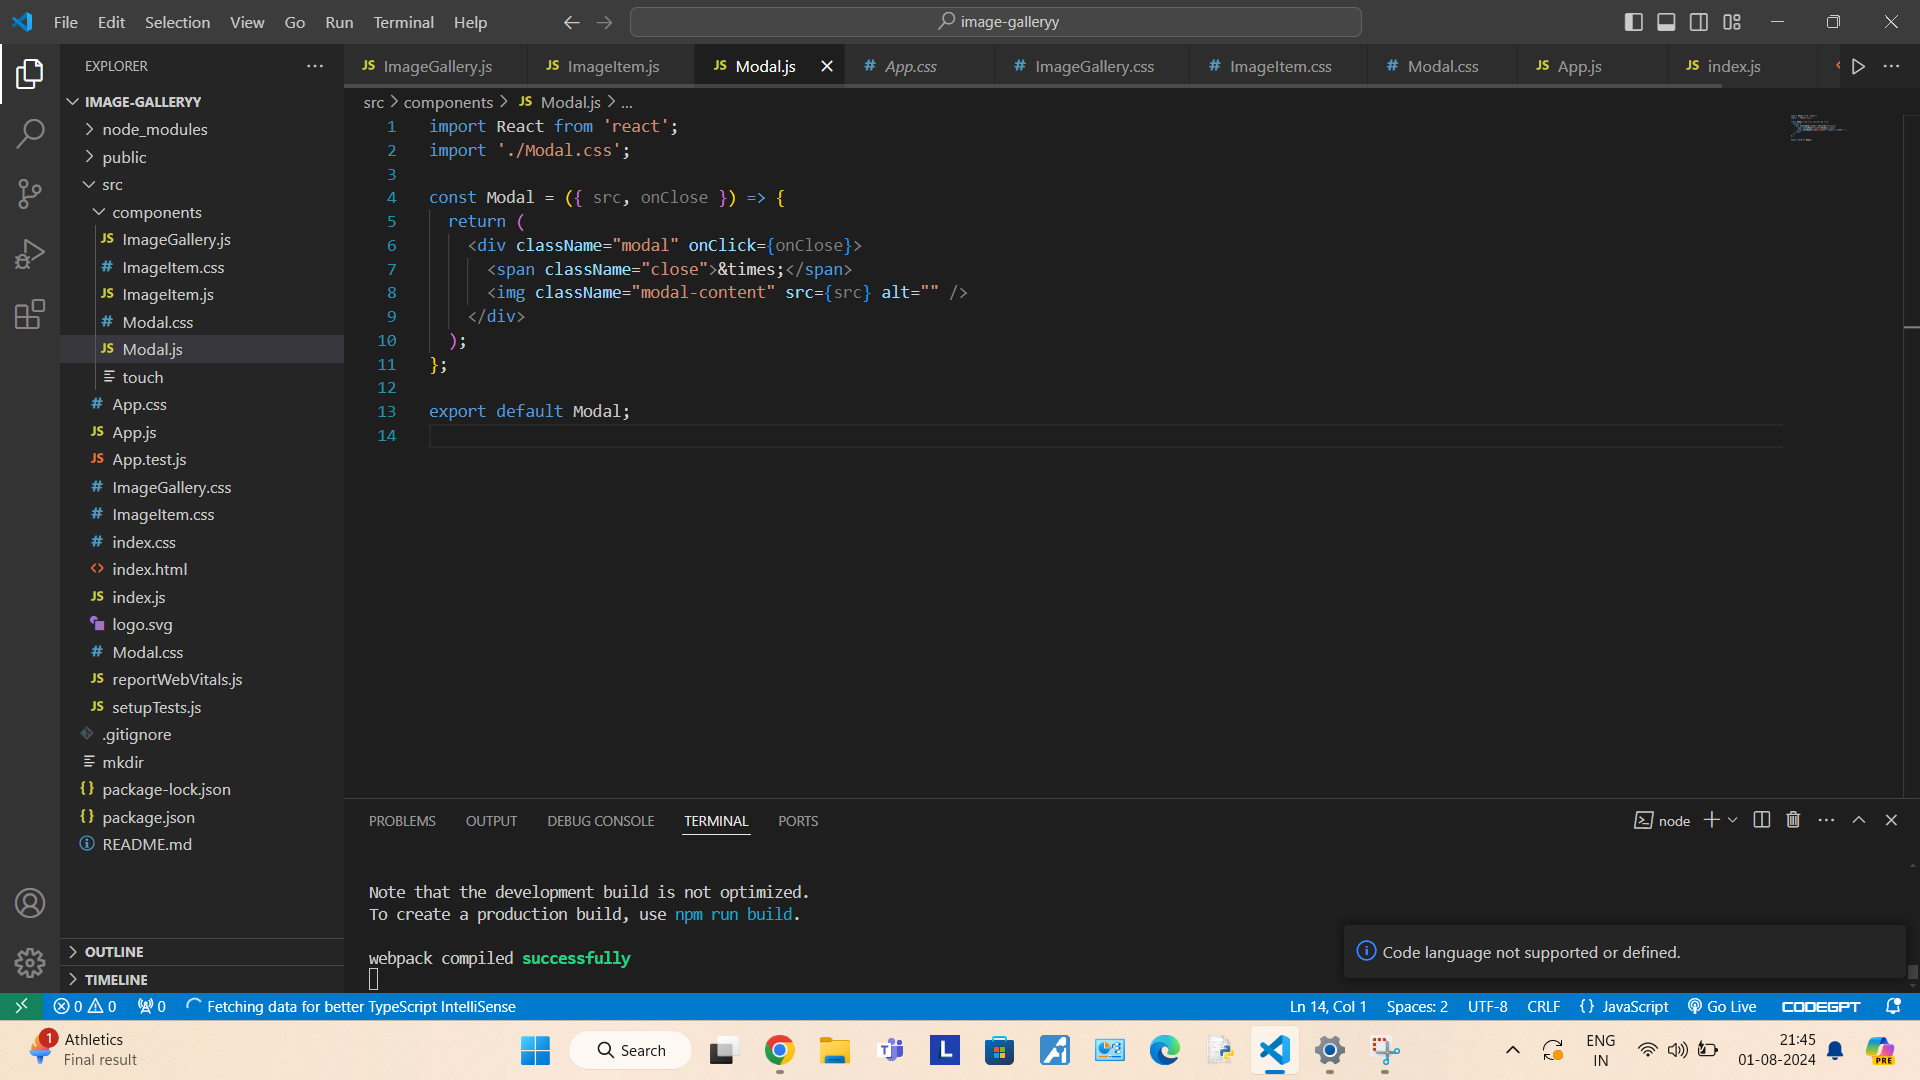 File Edit Selection View Go Run Terminal Help
image-galleryy
EXPLORER
IMAGE-GALLERYY
node_modules
public
src
components
JS ImageGallery.js
# ImageItem.css
JS ImageItem.js
# Modal.css
JS Modal.js
touch
# App.css
JS App.js
JS App.test.js
# ImageGallery.css
# ImageItem.css
# index.css
<> index.html
JS index.js
logo.svg
# Modal.css
JS reportWebVitals.js
JS setupTests.js
.gitignore
mkdir
{} package-lock.json
{} package.json
README.md
OUTLINE
TIMELINE
JS ImageGallery.js JS ImageItem.js JS Modal.js # App.css # ImageGallery.css # ImageItem.css # Modal.css JS App.js JS index.js
src > components > JS Modal.js > ...
1 import React from 'react';
2 import './Modal.css';
3
4 const Modal = ({ src, onClose }) => {
5 return (
6 <div className="modal" onClick={onClose}>
7 <span className="close">&times;</span>
8 <img className="modal-content" src={src} alt="" />
9 </div>
10 );
11 };
12
13 export default Modal;
14
PROBLEMS OUTPUT DEBUG CONSOLE TERMINAL PORTS
node
Note that the development build is not optimized.
To create a production build, use npm run build.
webpack compiled successfully
Code language not supported or defined.
0 0 0 Fetching data for better TypeScript IntelliSense
Ln 14, Col 1 Spaces: 2 UTF-8 CRLF {} JavaScript Go Live CODEGPT
1
Athletics
Final result
Search
L
ENG
IN
21:45
01-08-2024
PRE